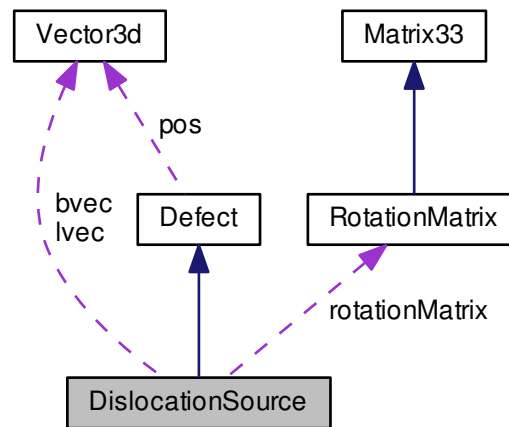 Vector3d
Matrix33
pos
bvec
lvec
Defect
RotationMatrix
rotationMatrix
DislocationSource